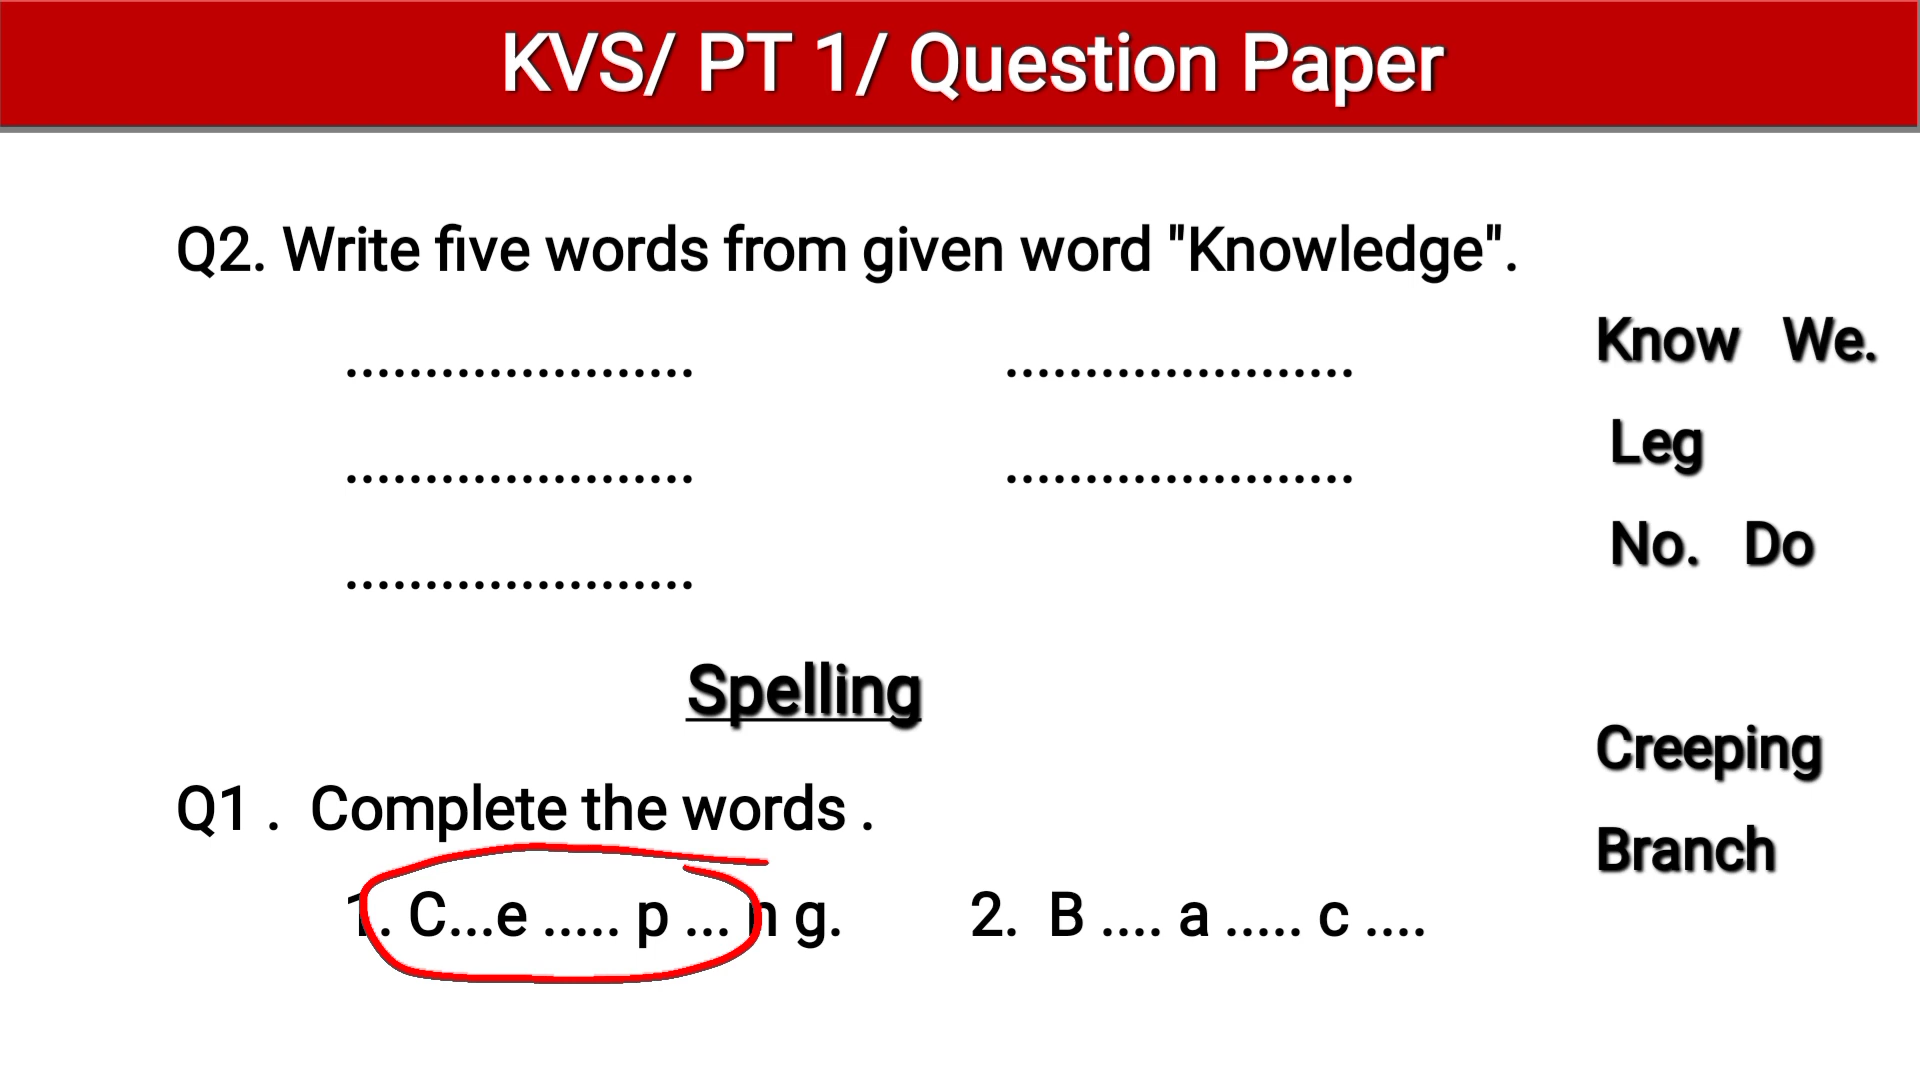 KVS/ PT 1/ Question Paper
Q2. Write five words from given word "Knowledge".
Know We.
...................... ......................
Leg
...................... ......................
No. Do
......................
Spelling
Creeping
Q1 . Complete the words .
Branch
1. C...e ..... p ... n g. 2. B .... a ..... c ....